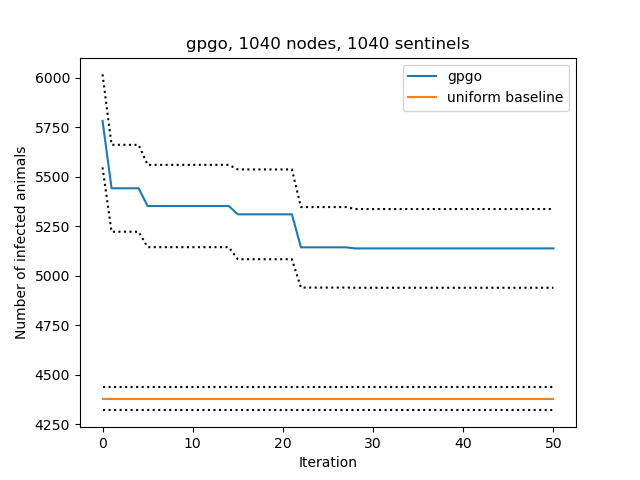 gpgo, 1040 nodes, 1040 sentinels
gpgo
uniform baseline
Number of infected animals
6000
5750
5500
5250
5000
4750
4500
4250
0 10 20 30 40 50
Iteration